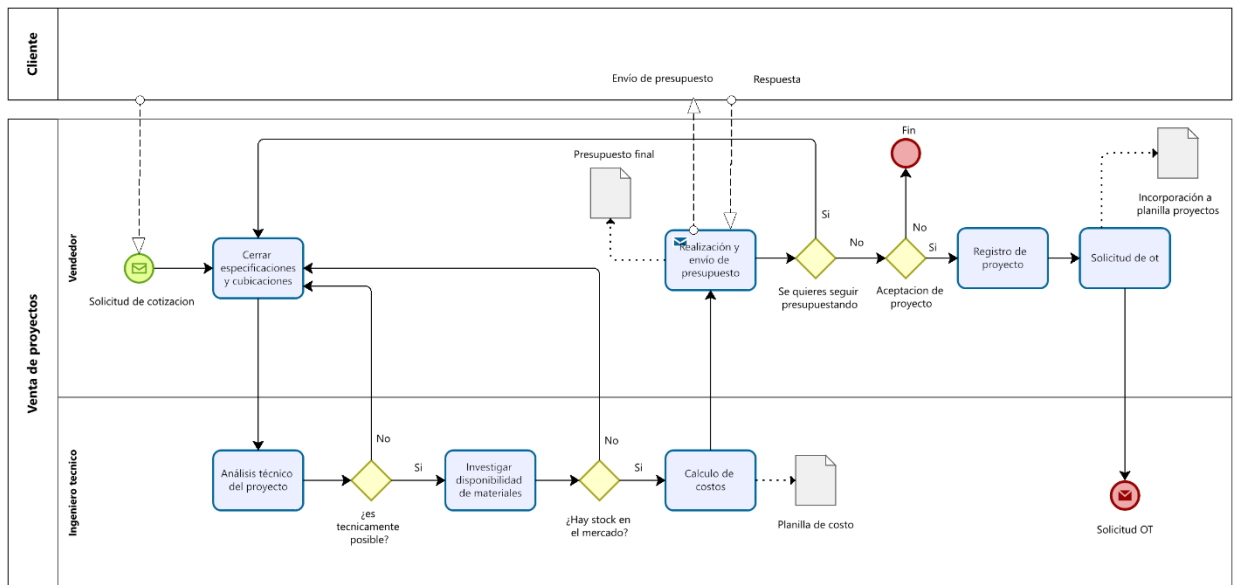 Cliente
Envío de presupuesto
Respuesta
Venta de proyectos
Vendedor
Solicitud de cotizacion
Cerrar
especificaciones
y cubicaciones
Presupuesto final
Realización y
envío de
presupuesto
Si
No
Se quieres seguir
presupuestando
Fin
No
Si
Aceptacion de
proyecto
Registro de
proyecto
Solicitud de ot
Incorporación a
planilla proyectos
Ingeniero tecnico
Análisis técnico
del proyecto
No
Si
¿es
tecnicamente
posible?
Investigar
disponibilidad
de materiales
No
Si
¿Hay stock en
el mercado?
Calculo de
costos
Planilla de costo
Solicitud OT